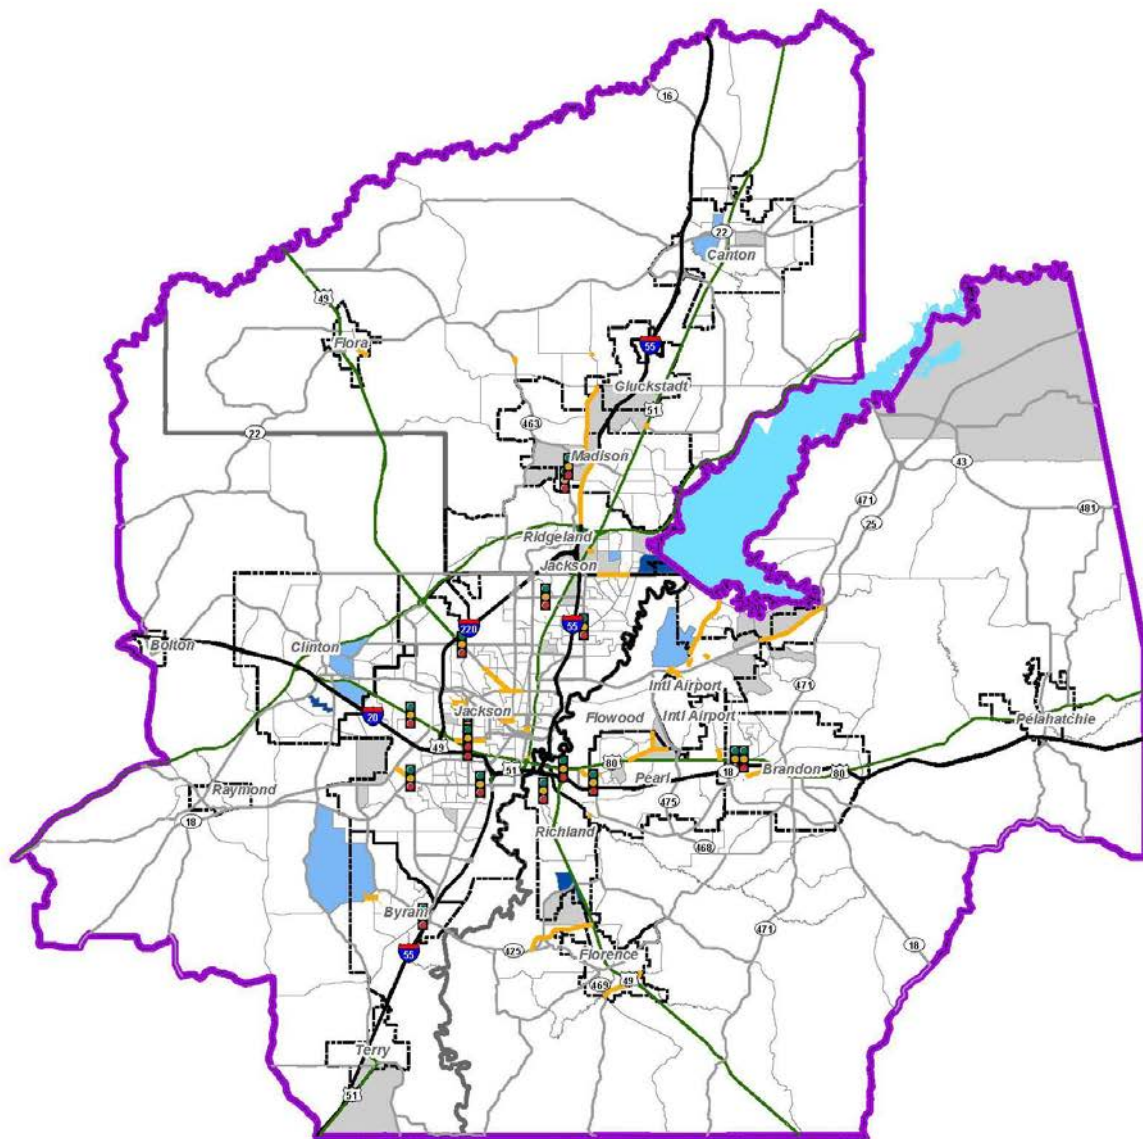 16
22
Canton
49
Flora
55
Gluckstadt
51
463
22
Madison
43
471
25
481
Ridgeland
Jackson
220
55
Bolton
Clinton
Intl Airport
471
20
Jackson
Flowood
Intl Airport
Pelahatchie
49
51
80
18
Brandon
80
Pearl
Raymond
475
18
Richland
468
Byram
471
18
55
425
Florence
469
49
Terry
51